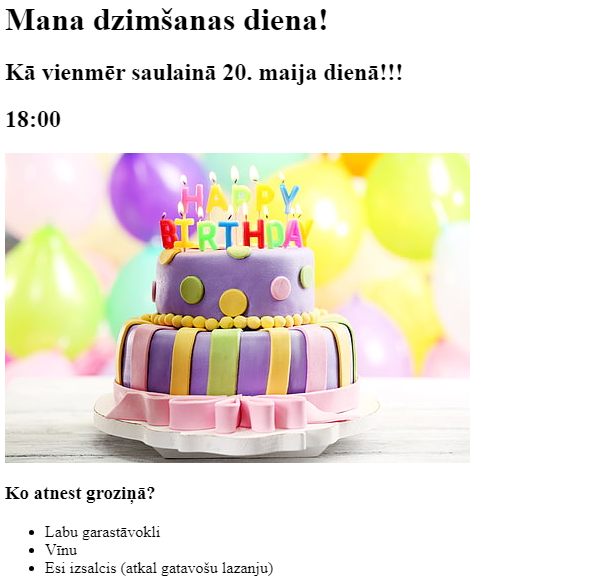 Mana dzimšanas diena!
Kā vienmēr saulainā 20. maija dienā!!!
18:00
HAPPY
BIRTHDAY
Ko atnest groziņā?
Labu garastāvokli
Vīnu
Esi izsalcis (atkal gatavošu lazanju)